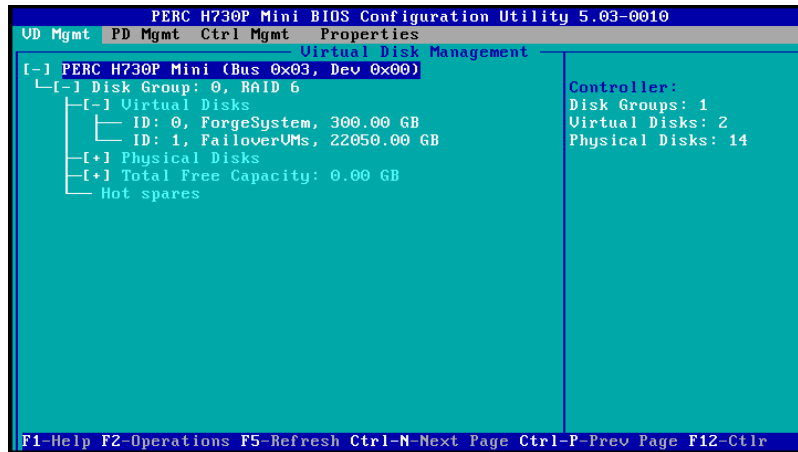 PERC H730P Mini BIOS Configuration Utility 5.03-0010
VD Mgmt PD Mgmt Ctrl Mgmt Properties
Virtual Disk Management
[-] PERC H730P Mini (Bus 0x03, Dev 0x00)
[-] Disk Group: 0, RAID 6
[-] Virtual Disks
ID: 0, ForgeSystem, 300.00 GB
ID: 1, FailoverVMs, 22050.00 GB
[+] Physical Disks
[+] Total Free Capacity: 0.00 GB
Hot spares
Controller:
Disk Groups: 1
Virtual Disks: 2
Physical Disks: 14
F1-Help F2-Operations F5-Refresh Ctrl-N-Next Page Ctrl-P-Prev Page F12-Ctlr